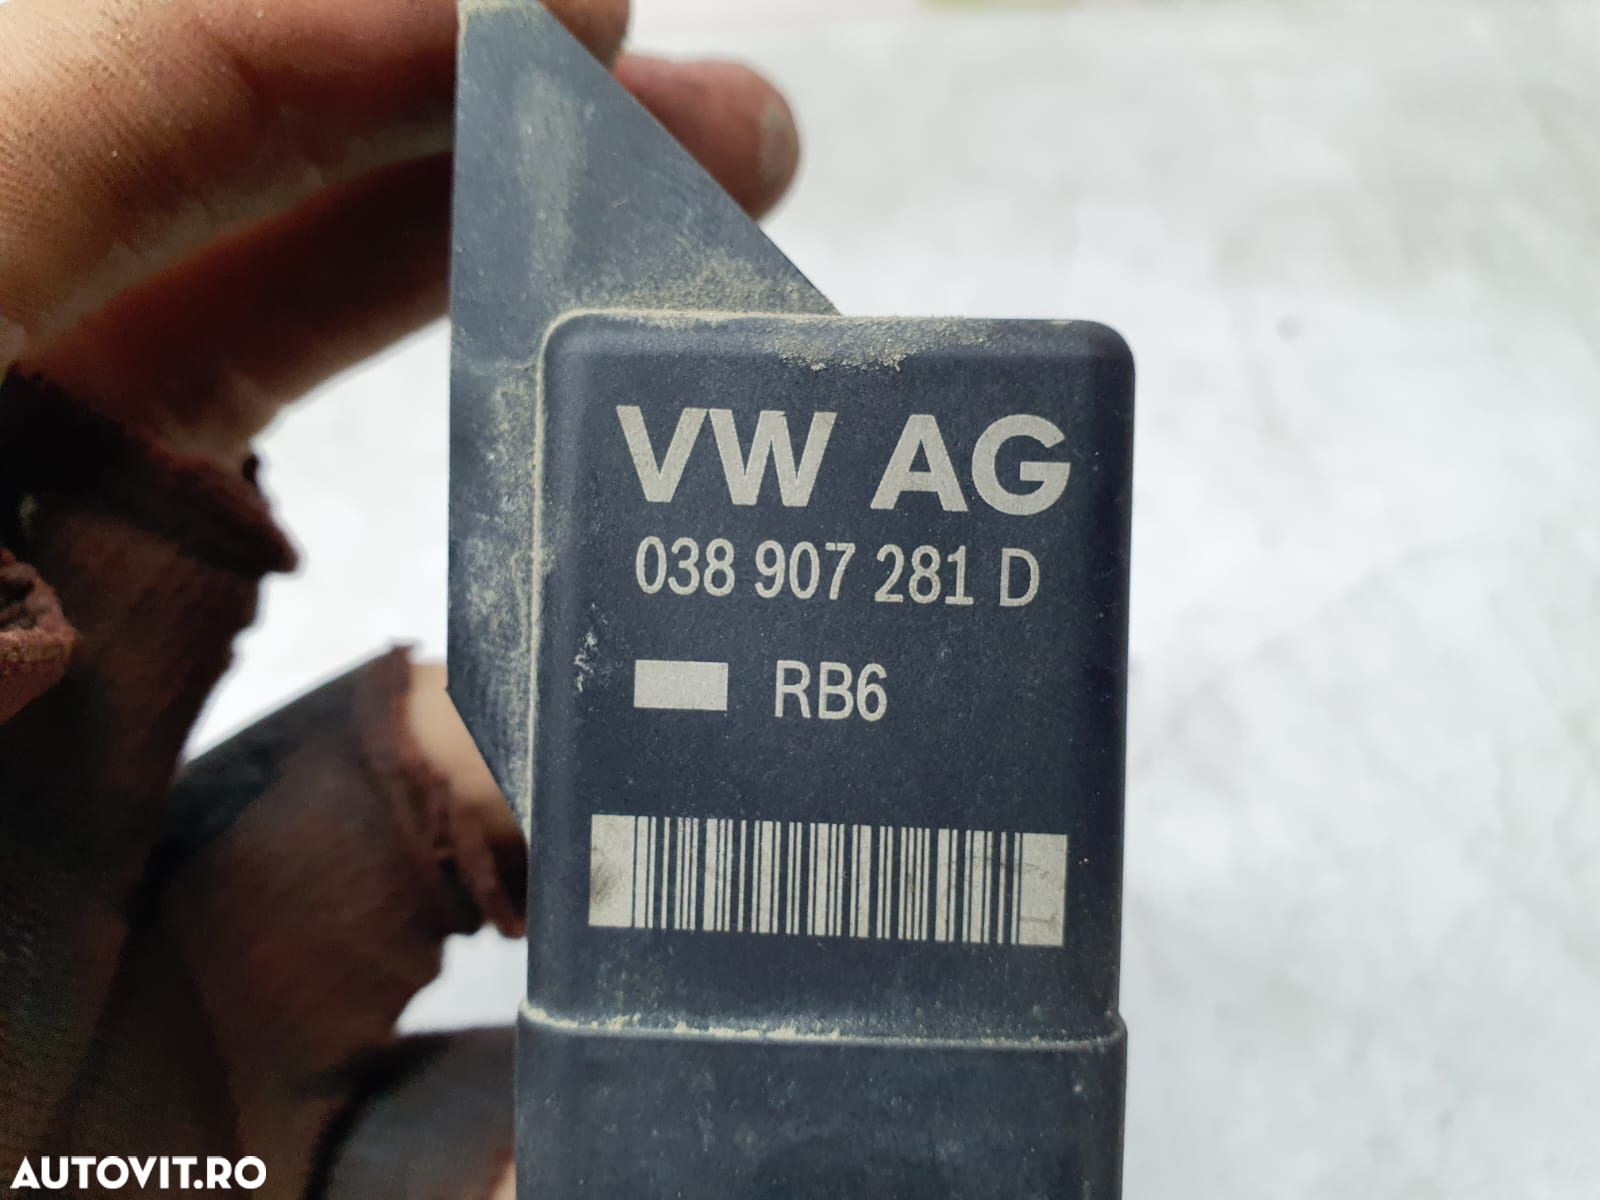 VW AG
038 907 281 D
RB6
AUTOVIT.RO